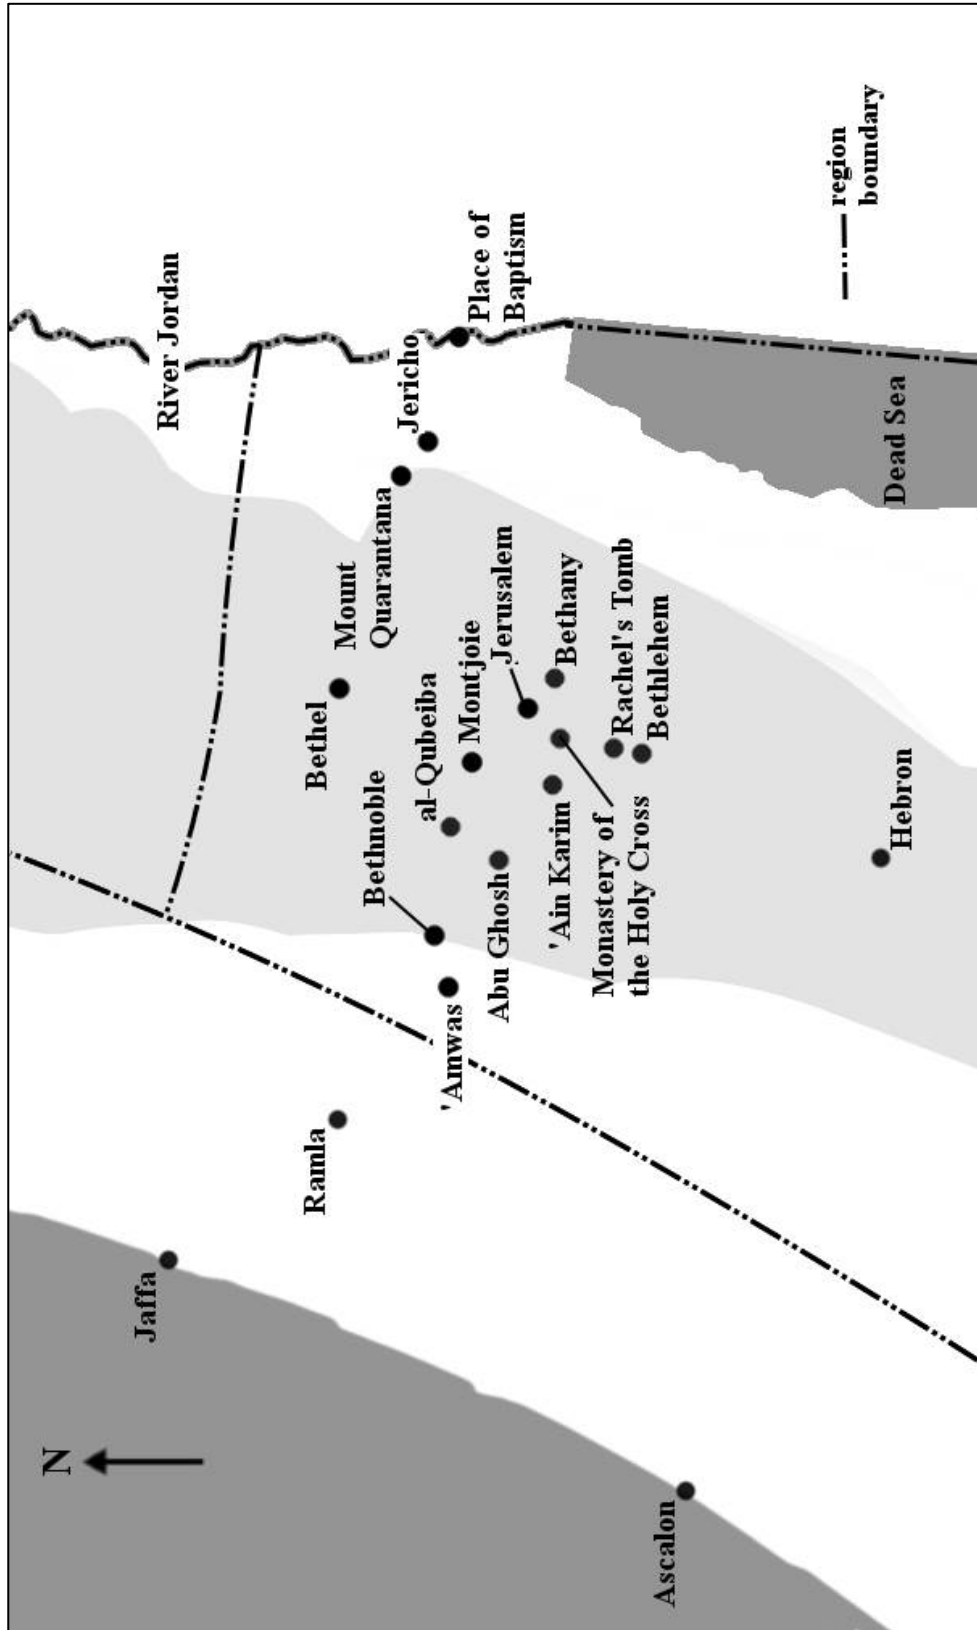 N
Jaffa
River Jordan
Ramla
Bethel
Mount
Quarantana
Bethnoble
Jericho
al-Qubeiba
'Amwas
Montjoie
Place of
Baptism
Abu Ghosh
Jerusalem
'Ain Karim
Bethany
Monastery of
the Holy Cross
Rachel's Tomb
Bethlehem
Ascalon
region
boundary
Dead Sea
Hebron